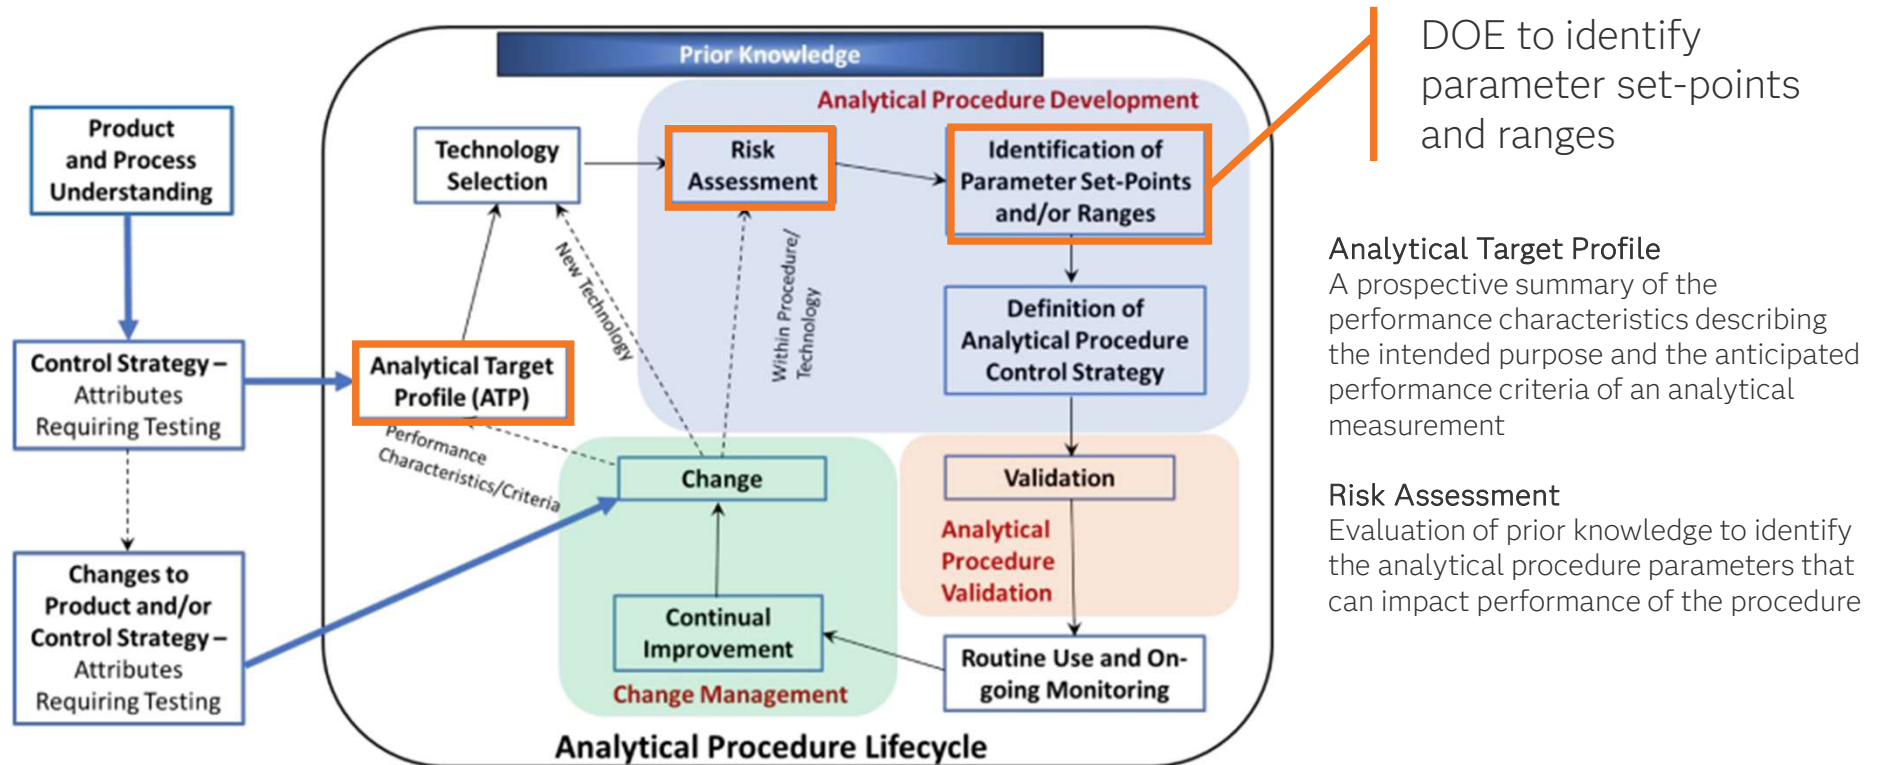 Prior Knowledge
DOE to identify
parameter set-points
and ranges
Analytical Procedure Development
Product
and Process
Understanding
Technology
Selection
Risk
Assessment
Identification of
Parameter Set-Points
and/or Ranges
New Technology
Within Procedure/
Technology
Definition of
Analytical Procedure
Control Strategy
Control Strategy –
Attributes
Requiring Testing
Analytical Target
Profile (ATP)
Performance
Characteristics/Criteria
Change
Validation
Analytical
Procedure
Validation
Changes to
Product and/or
Control Strategy –
Attributes
Requiring Testing
Continual
Improvement
Change Management
Routine Use and On-
going Monitoring
Analytical Procedure Lifecycle
Analytical Target Profile
A prospective summary of the
performance characteristics describing
the intended purpose and the anticipated
performance criteria of an analytical
measurement
Risk Assessment
Evaluation of prior knowledge to identify
the analytical procedure parameters that
can impact performance of the procedure